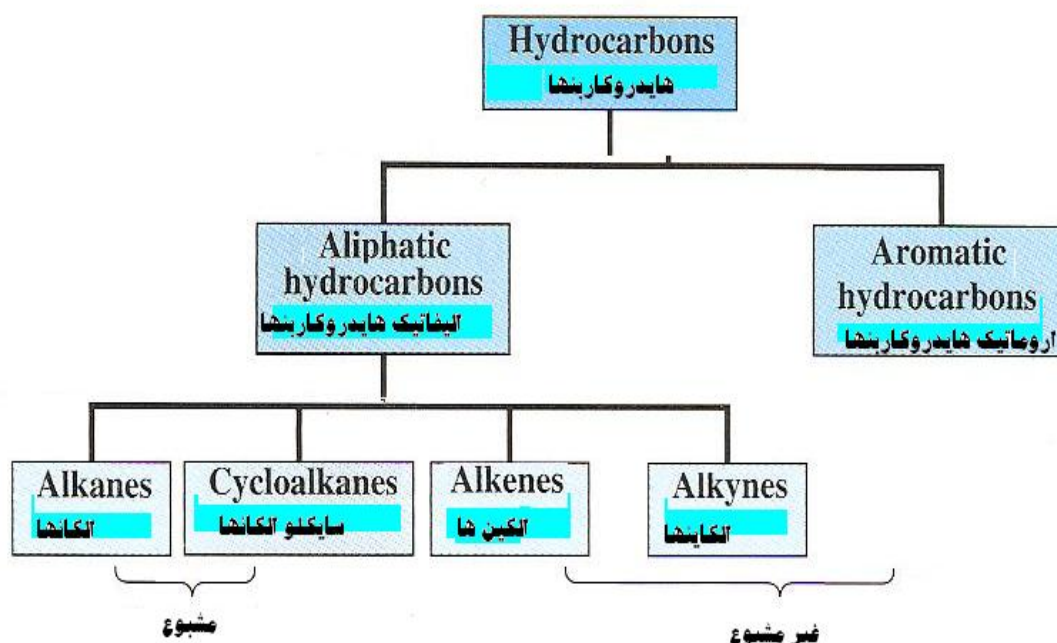 Hydrocarbons
هایدروکاربنها
Aliphatic
hydrocarbons
الیفاتیک هایدروکاربنها
Aromatic
hydrocarbons
اروماتیک هایدروکاربنها
Alkanes
الکانها
Cycloalkanes
سایکلو الکانها
Alkenes
الکین ها
Alkynes
الکاینها
مشبوع
غیر مشبوع